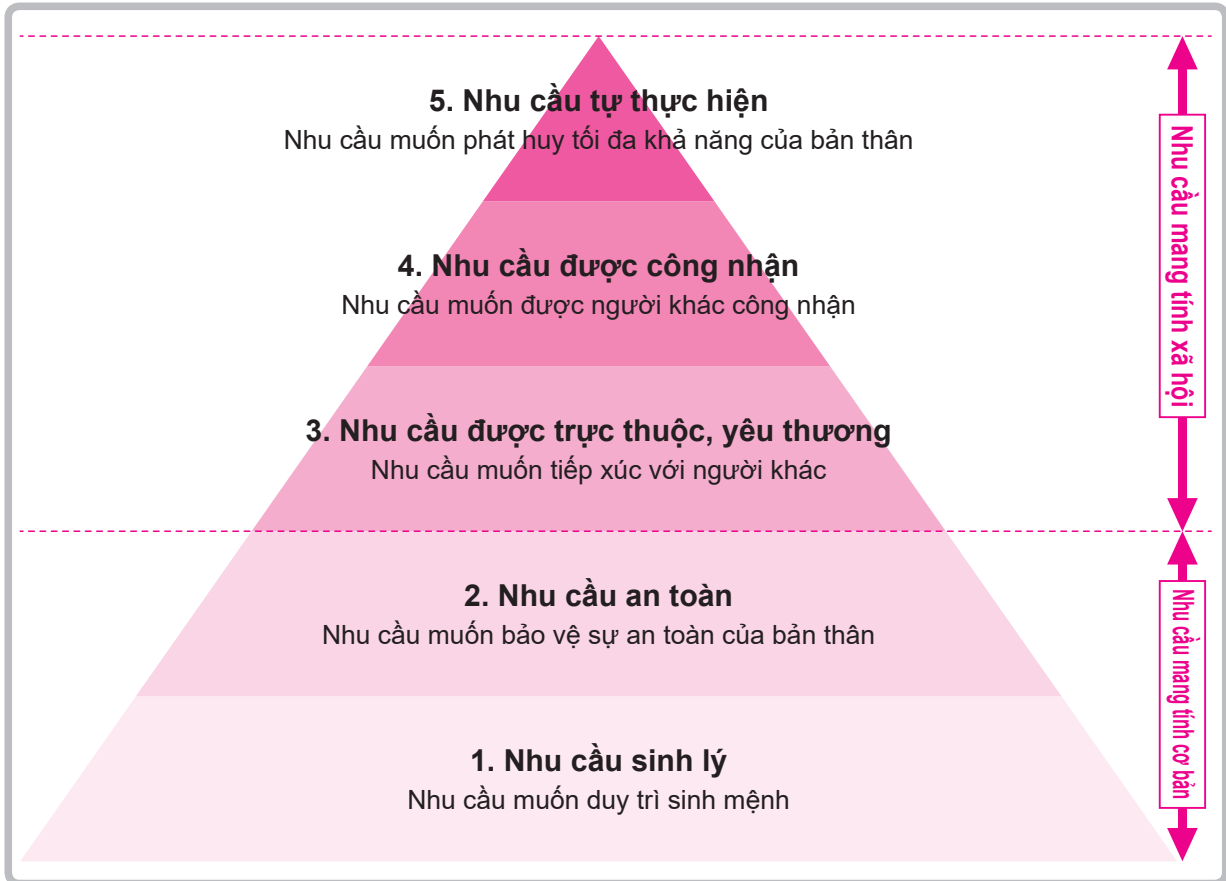 5. Nhu cầu tự thực hiện
Nhu cầu muốn phát huy tối đa khả năng của bản thân
4. Nhu cầu được công nhận
Nhu cầu muốn được người khác công nhận
3. Nhu cầu được trực thuộc, yêu thương
Nhu cầu muốn tiếp xúc với người khác
2. Nhu cầu an toàn
Nhu cầu muốn bảo vệ sự an toàn của bản thân
1. Nhu cầu sinh lý
Nhu cầu muốn duy trì sinh mệnh
Nhu cầu mang tính xã hội
Nhu cầu mang tính cơ bản